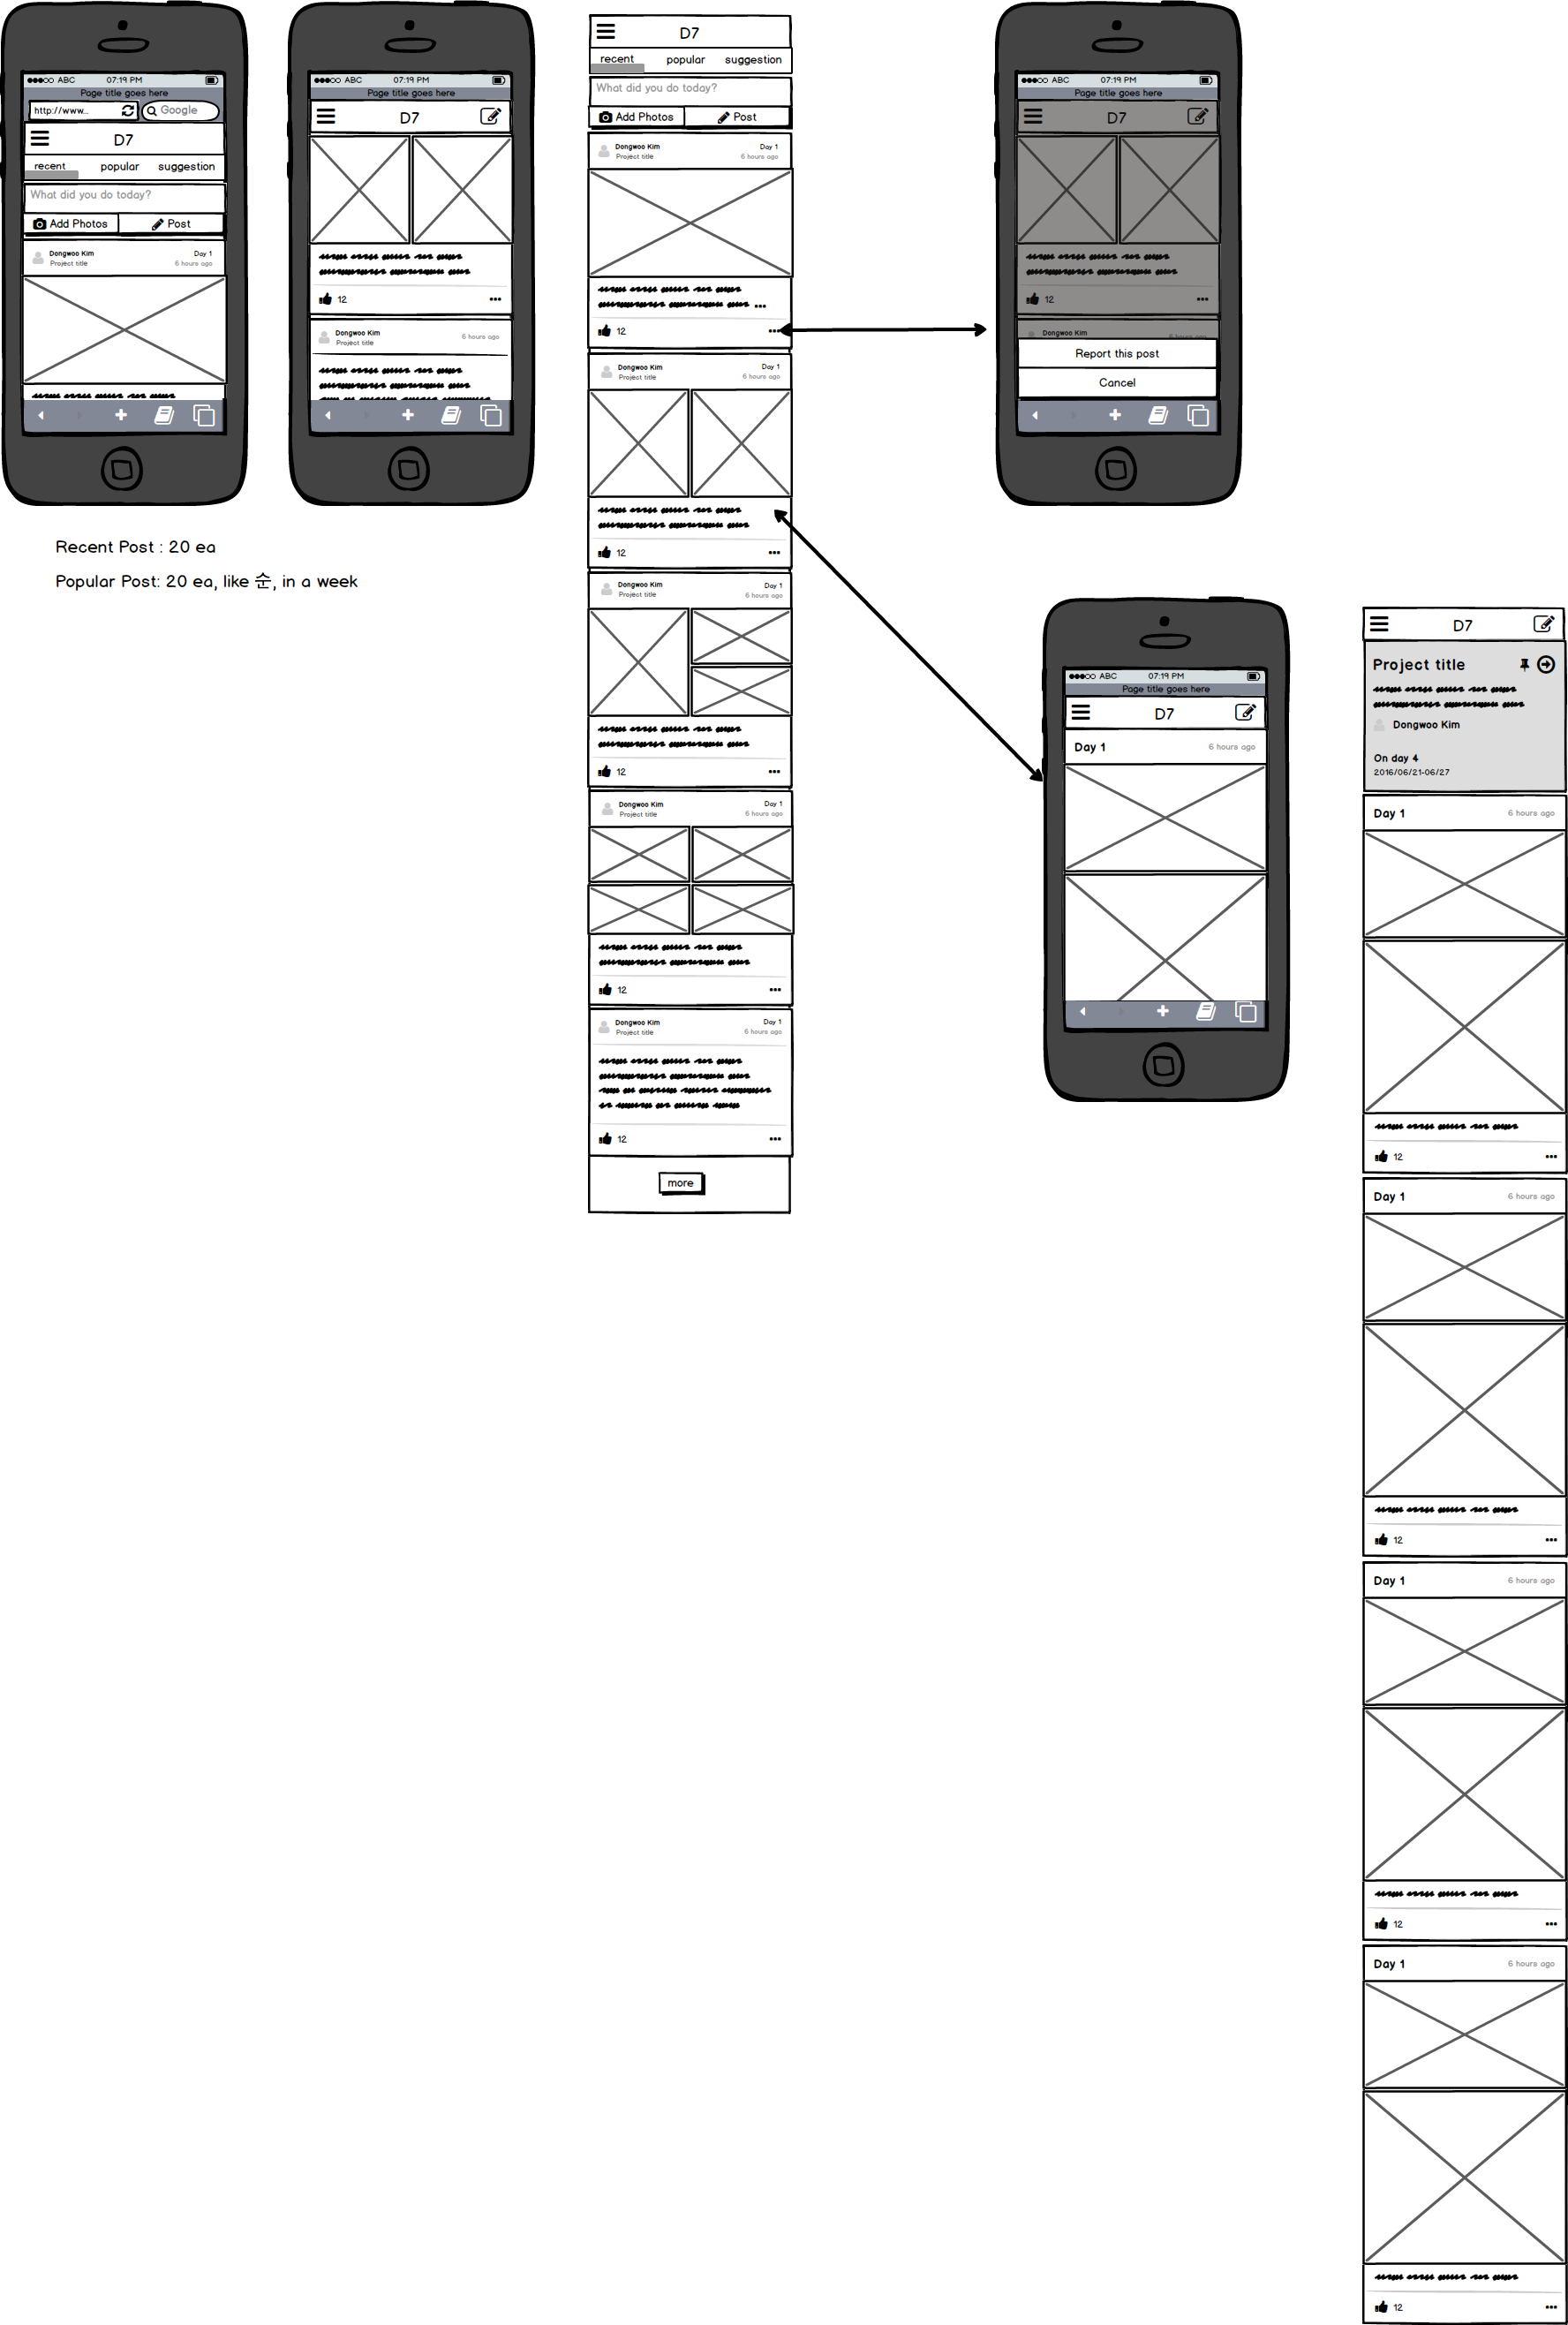 ABC 07:19 PM
Page title goes here
http://www... Google
D7
recent popular suggestion
What did you do today?
Add Photos Post
Dongwoo Kim Day 1
Project title 6 hours ago
ABC 07:19 PM
Page title goes here
D7
12
Dongwoo Kim 6 hours ago
Project title
Recent Post : 20 ea
Popular Post: 20 ea, like 순, in a week
D7
recent popular suggestion
What did you do today?
Add Photos Post
Dongwoo Kim Day 1
Project title 6 hours ago
12
Dongwoo Kim Day 1
Project title 6 hours ago
12
Dongwoo Kim Day 1
Project title 6 hours ago
12
Dongwoo Kim Day 1
Project title 6 hours ago
12
Dongwoo Kim Day 1
Project title 6 hours ago
12
more
ABC 07:19 PM
Page title goes here
D7
12
Dongwoo Kim 6 hours ago
Report this post
Cancel
ABC 07:19 PM
Page title goes here
D7
Day 1 6 hours ago
D7
Project title
Dongwoo Kim
On day 4
2016/06/21-06/27
Day 1 6 hours ago
12
Day 1 6 hours ago
12
Day 1 6 hours ago
12
Day 1 6 hours ago
12